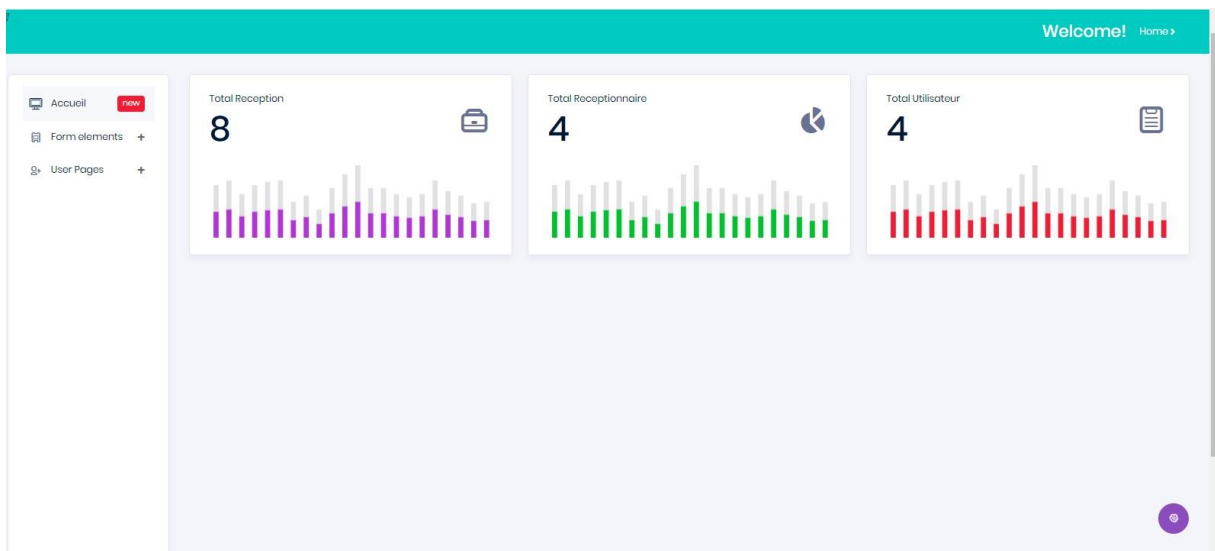 Welcome! Home >
Accueil new
Form elements +
User Pages +
Total Reception
8
Total Receptionnaire
4
Total Utilisateur
4